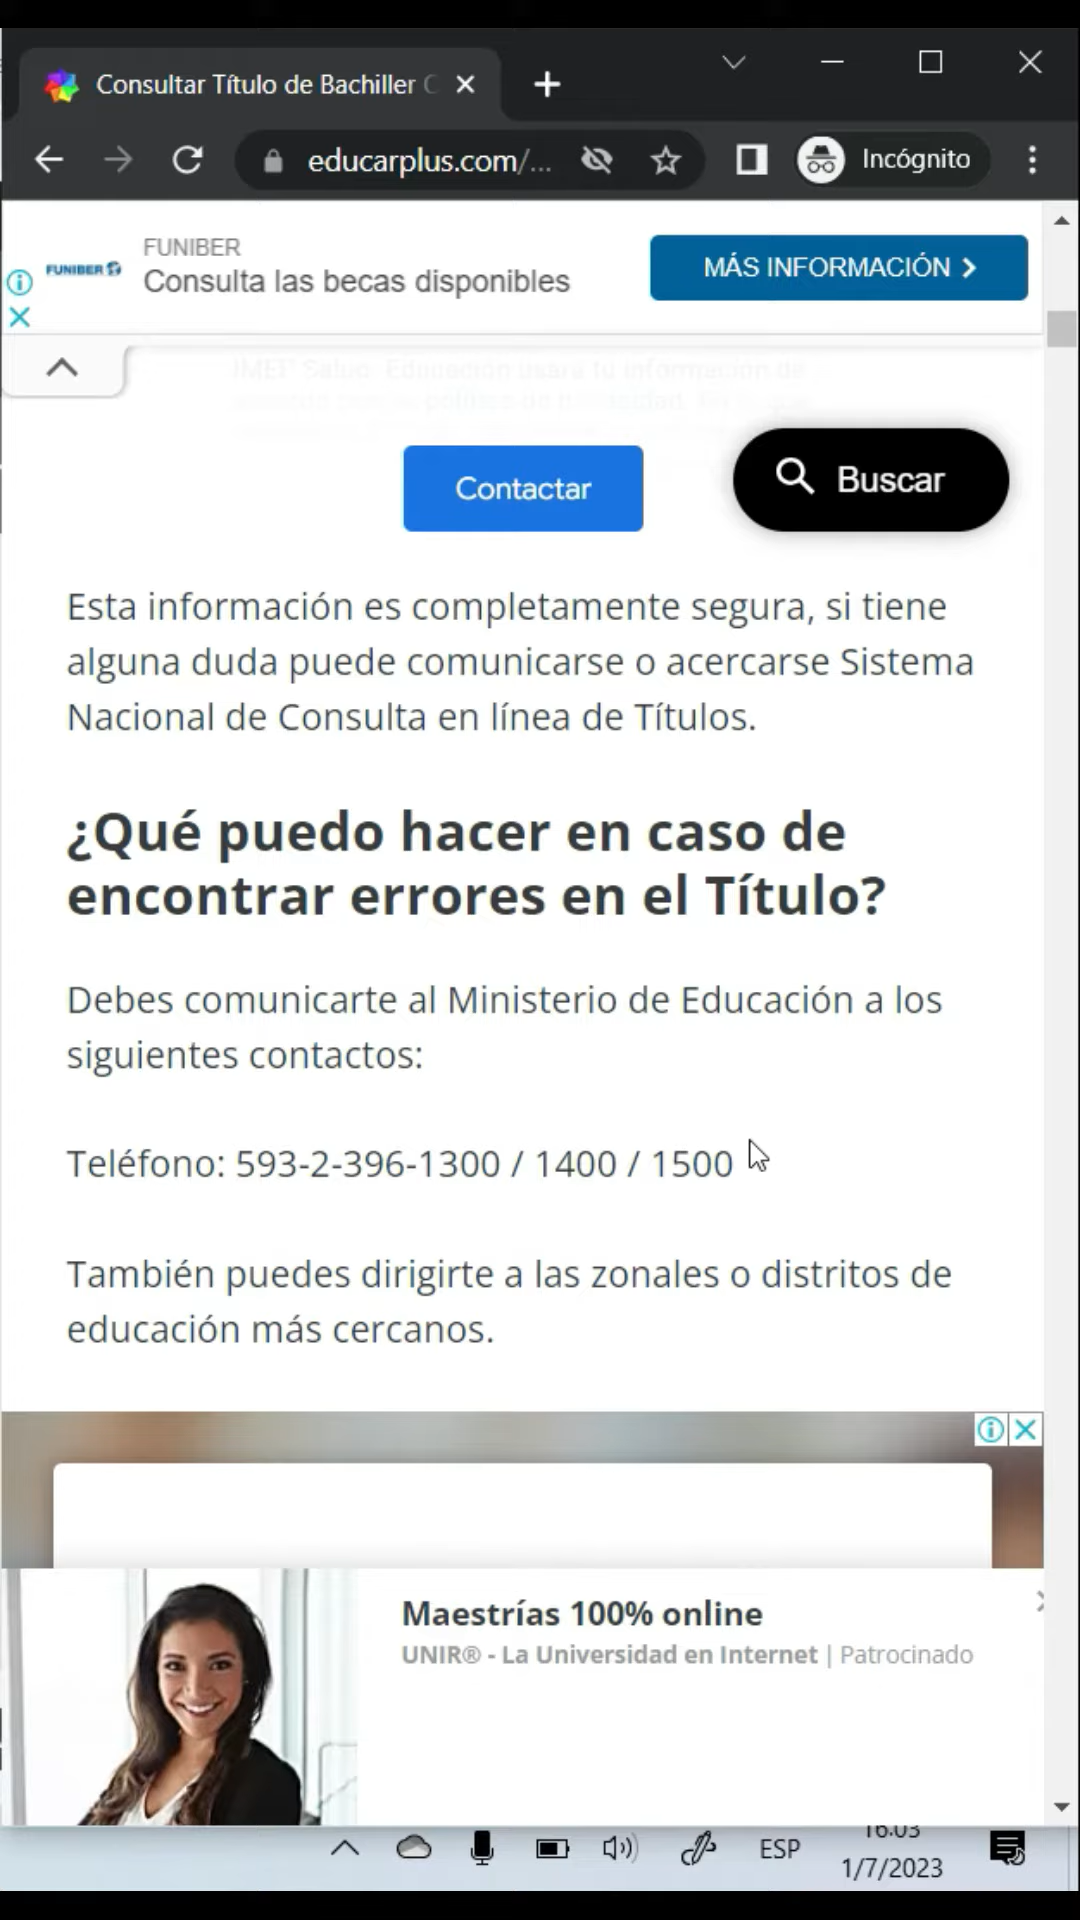 Consultar Título de Bachiller
educarplus.com/...
Incógnito
FUNIBER
FUNIBER
Consulta las becas disponibles
MÁS INFORMACIÓN
Contactar
Buscar
Esta información es completamente segura, si tiene
alguna duda puede comunicarse o acercarse Sistema
Nacional de Consulta en línea de Títulos.
¿Qué puedo hacer en caso de
encontrar errores en el Título?
Debes comunicarte al Ministerio de Educación a los
siguientes contactos:
Teléfono: 593-2-396-1300 / 1400 / 1500
También puedes dirigirte a las zonales o distritos de
educación más cercanos.
Maestrías 100% online
UNIR® - La Universidad en Internet | Patrocinado
ESP
16:03
1/7/2023